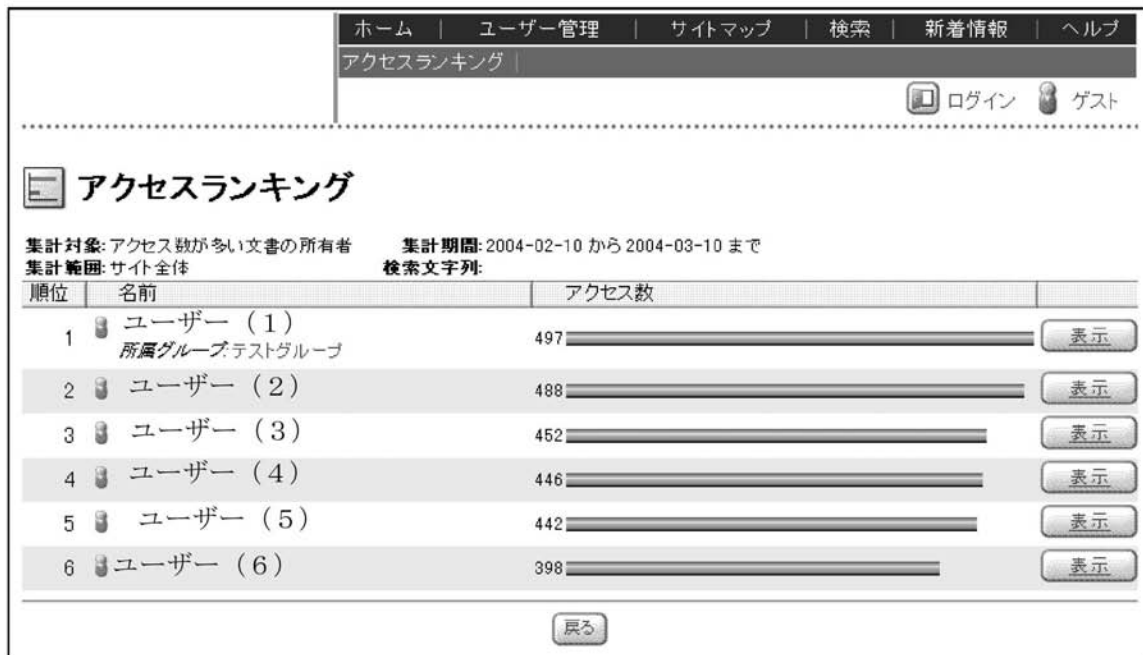 ホーム | ユーザー管理 | サイトマップ | 検索 | 新着情報 | ヘルプ
アクセスランキング |
ログイン ゲスト
アクセスランキング
集計対象: アクセス数が多い文書の所有者 集計期間: 2004-02-10 から 2004-03-10 まで
集計範囲: サイト全体 検索文字列:
順位 名前 アクセス数
1 ユーザー（１） 497 表示
所属グループ: テストグループ
2 ユーザー（２） 488 表示
3 ユーザー（３） 452 表示
4 ユーザー（４） 446 表示
5 ユーザー（５） 442 表示
6 ユーザー（６） 398 表示
戻る